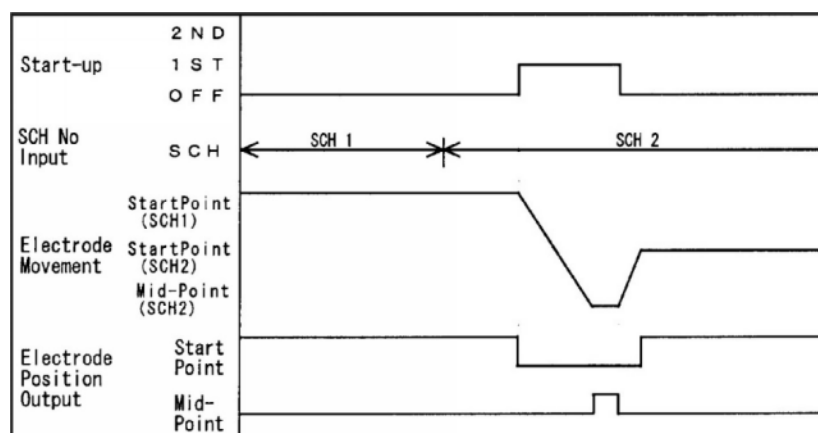 2ND
Start-up 1ST
OFF
SCH No
Input SCH SCH 1 SCH 2
StartPoint
(SCH1)
Electrode
Movement StartPoint
(SCH2)
Mid-Point
(SCH2)
Electrode
Position
Output Start
Point
Mid-
Point